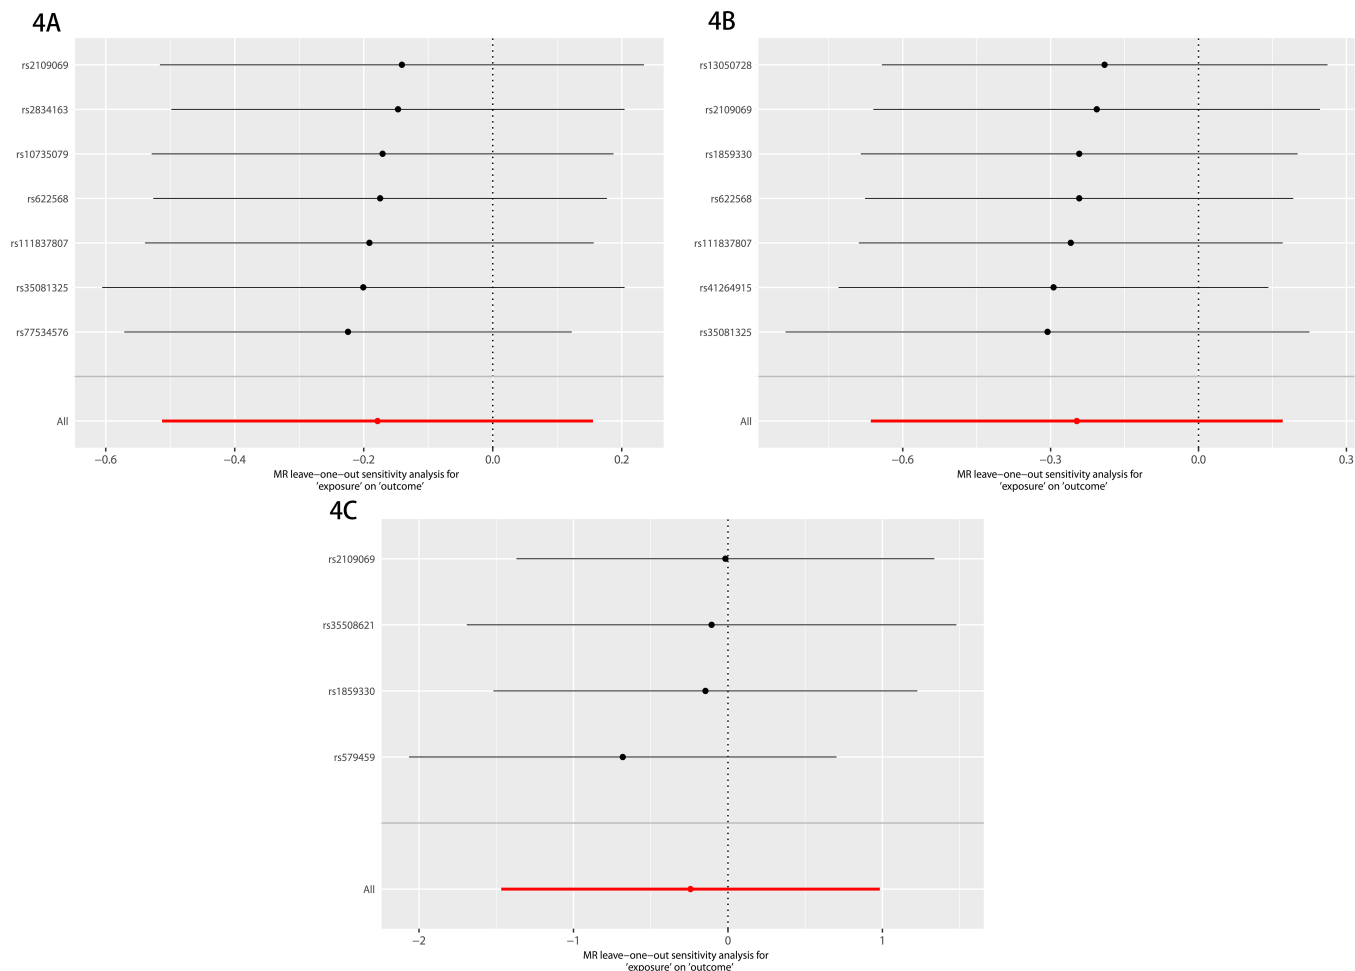 4A
rs2109069
rs2834163
rs10735079
rs622568
rs111837807
rs35081325
rs77534576
All
−0.6 −0.4 −0.2 0.0 0.2
MR leave−one−out sensitivity analysis for
'exposure' on 'outcome'
4B
rs13050728
rs2109069
rs1859330
rs622568
rs111837807
rs41264915
rs35081325
All
−0.6 −0.3 0.0 0.3
MR leave−one−out sensitivity analysis for
'exposure' on 'outcome'
4C
rs2109069
rs35508621
rs1859330
rs579459
All
−2 −1 0 1
MR leave−one−out sensitivity analysis for
'exposure' on 'outcome'